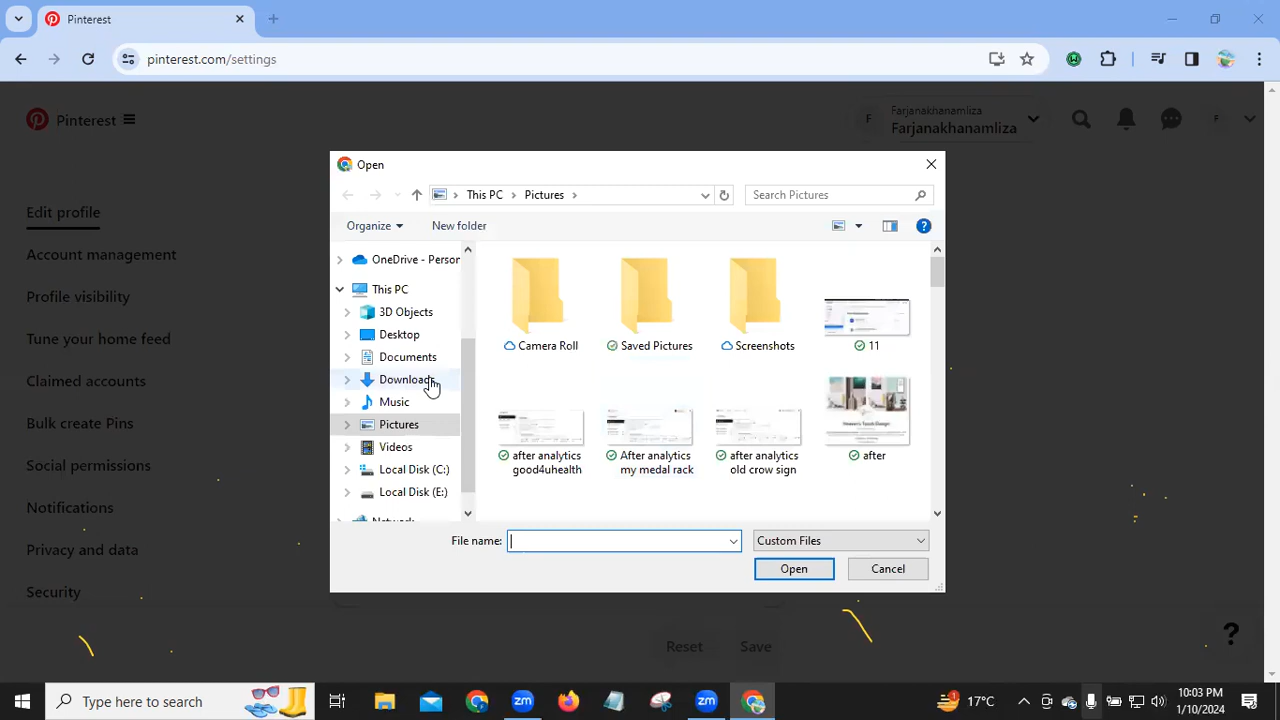 Pinterest
pinterest.com/settings
Pinterest
Farjanakhanamliza
Farjanakhanamliza
F
F
Edit profile
Account management
Profile visibility
Tune your home feed
Claimed accounts
Bulk create Pins
Social permissions
Notifications
Privacy and data
Security
Reset
Save
?
Open
This PC
Pictures
Search Pictures
Organize
New folder
OneDrive - Person
This PC
3D Objects
Desktop
Documents
Downloads
Music
Pictures
Videos
Local Disk (C:)
Local Disk (E:)
Network
Camera Roll
Saved Pictures
Screenshots
11
after analytics
good4uhealth
After analytics
my medal rack
after analytics
old crow sign
after
File name:
Custom Files
Open
Cancel
Type here to search
zm
zm
1
17°C
10:03 PM
1/10/2024